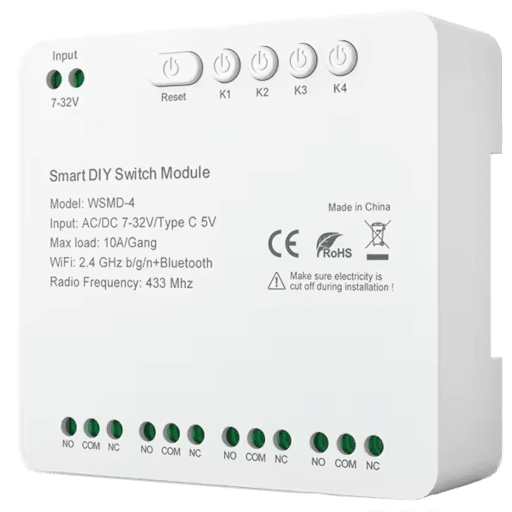 Input
7-32V
Reset
K1
K2
K3
K4
Smart DIY Switch Module
Model: WSMD-4
Input: AC/DC 7-32V/Type C 5V
Max load: 10A/Gang
WiFi: 2.4 GHz b/g/n+Bluetooth
Radio Frequency: 433 Mhz
Made in China
CE
RoHS
Make sure electricity is
cut off during installation !
NO COM NC NO COM NC NO COM NC NO COM NC